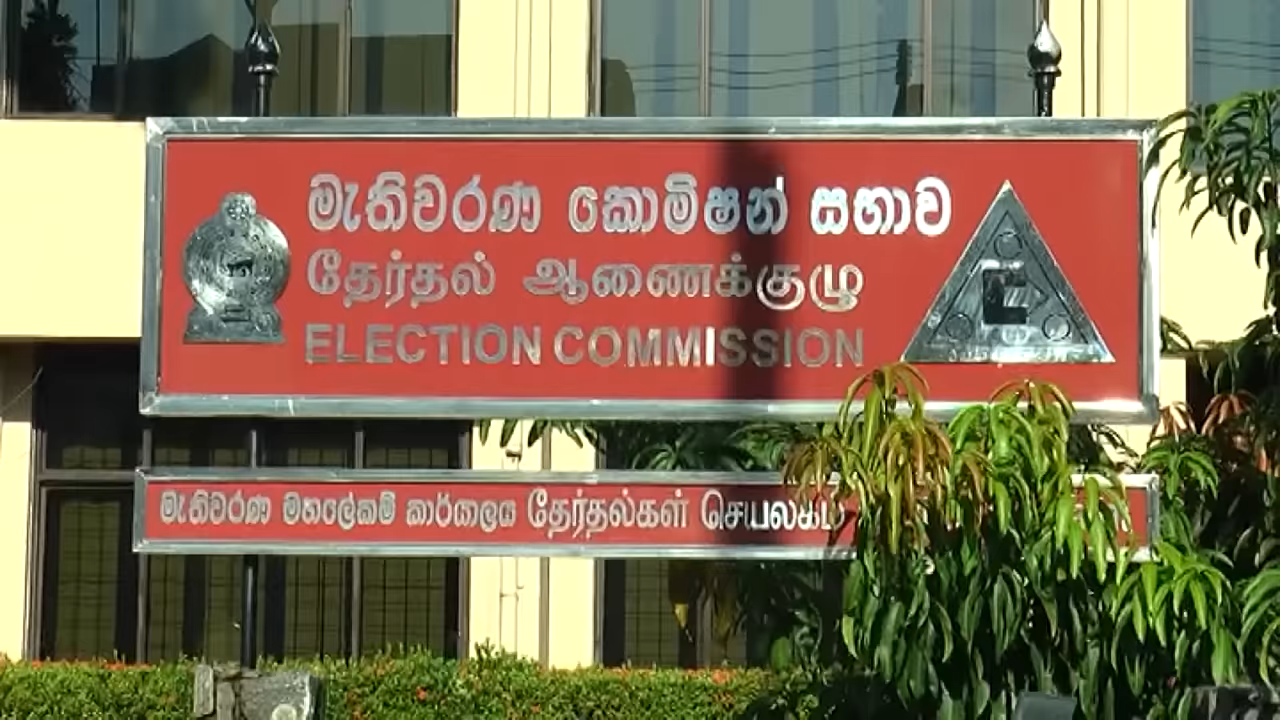 මැතිවරණ කොමිෂන් සභාව
தேர்தல் ஆணைக்குழு
ELECTION COMMISSION
E
මැතිවරණ මහලේකම් කාර්යාලය தேர்தல்கள் செயலகம்